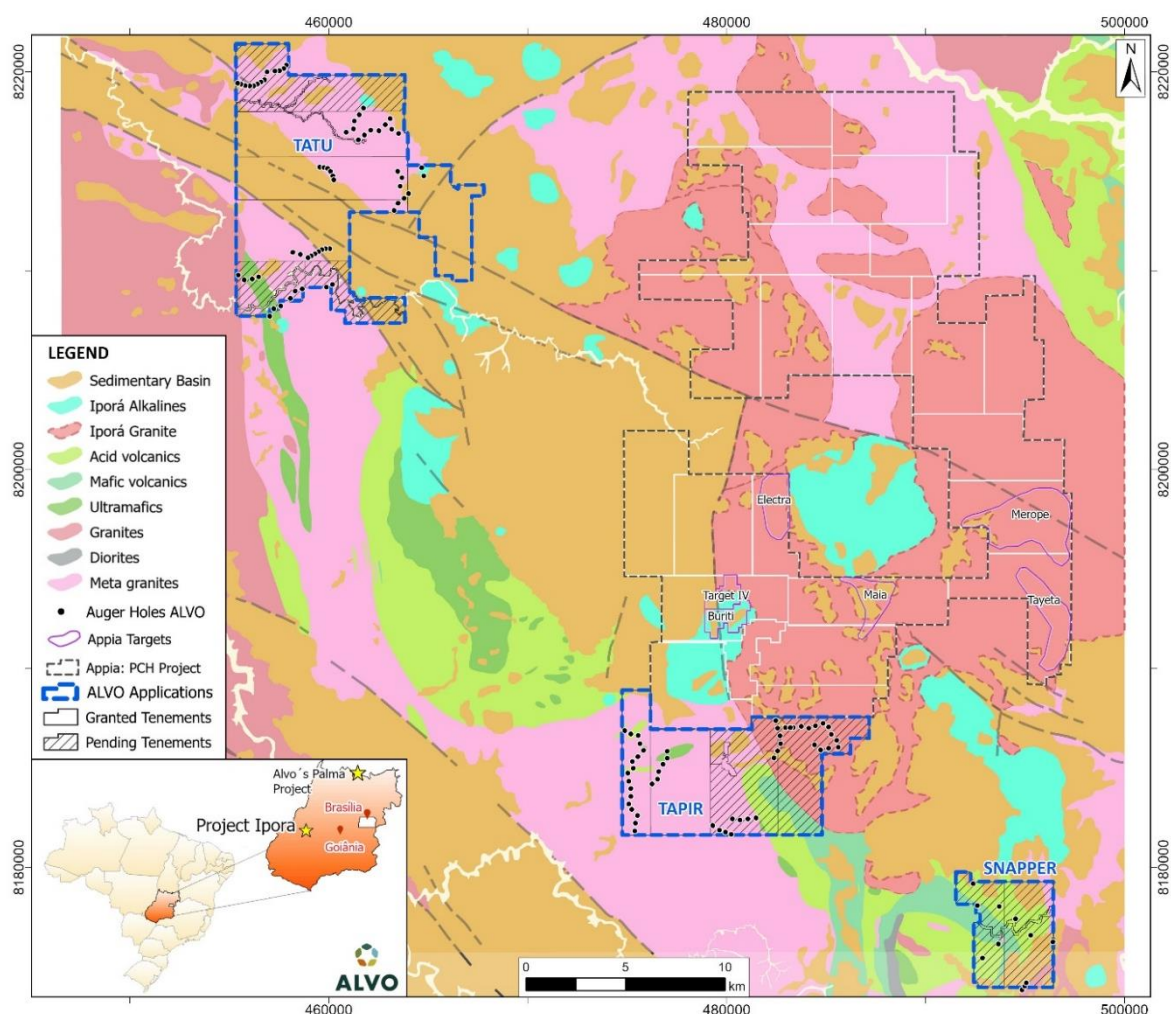 460000
480000
500000
8220000
8220000
N
TATU
LEGEND
Sedimentary Basin
Iporá Alkalines
Iporá Granite
Acid volcanics
Mafic volcanics
Ultramafics
Granites
Diorites
Meta granites
Auger Holes ALVO
Appia Targets
Appia: PCH Project
ALVO Applications
Granted Tenements
Pending Tenements
8200000
8200000
Electra
Merope
Target IV
Buriti
Maia
Tayeta
TAPIR
SNAPPER
8180000
8180000
Alvo´s Palma
Project
Brasília
Project Ipora
Goiânia
ALVO
0 5 10
km
460000
480000
500000